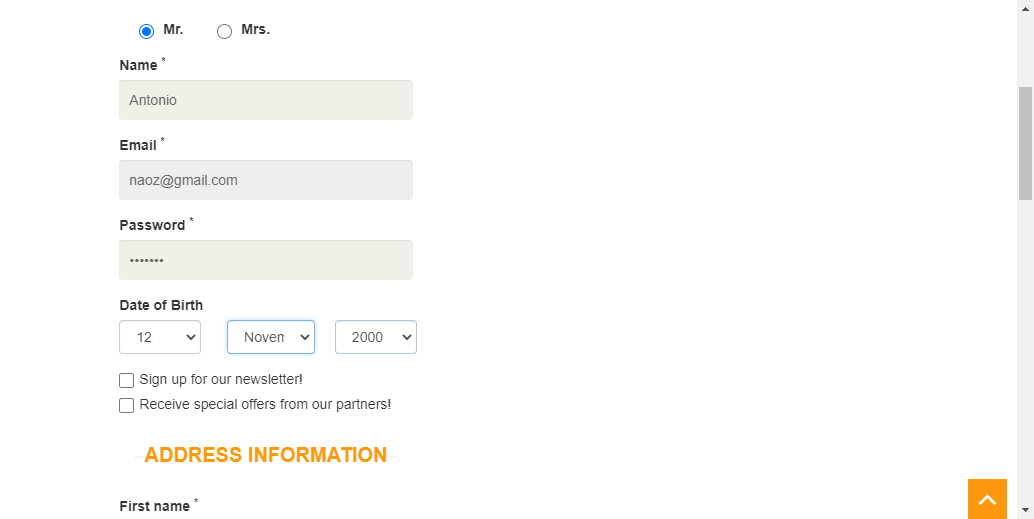 Mr. Mrs.
Name *
Antonio
Email *
naoz@gmail.com
Password *
•••••••
Date of Birth
12 Novem 2000
Sign up for our newsletter!
Receive special offers from our partners!
ADDRESS INFORMATION
First name *